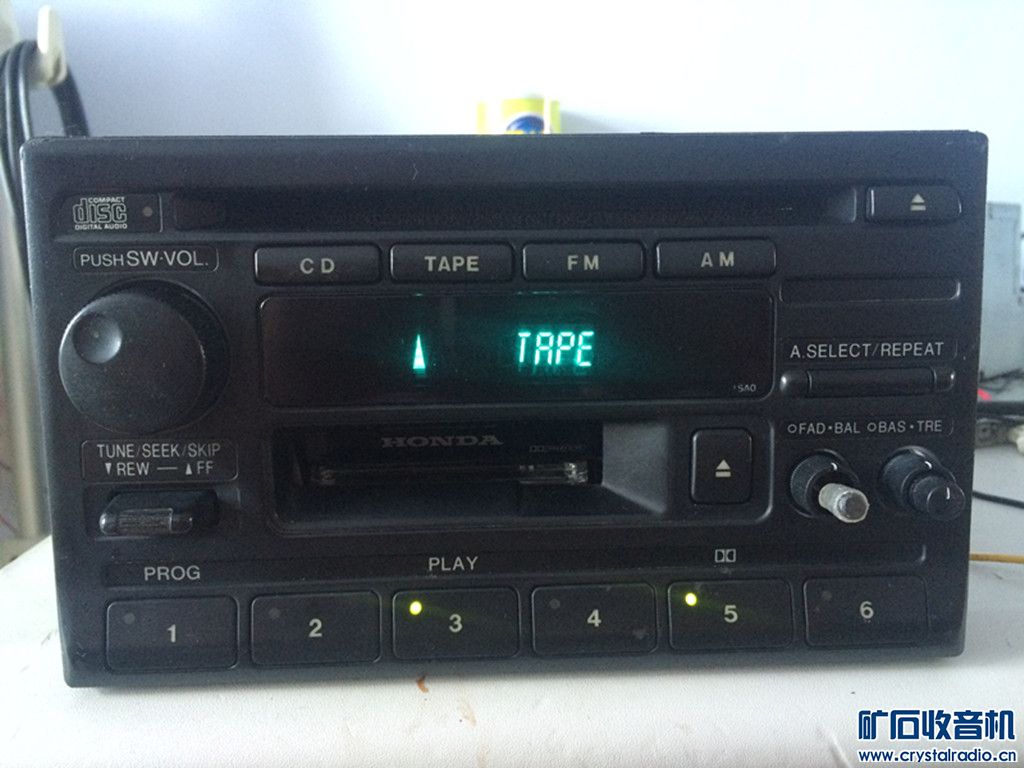 COMPACT
disc
DIGITAL AUDIO
PUSH SW·VOL.
CD
TAPE
FM
AM
TAPE
A.SELECT/REPEAT
HONDA
TUNE/SEEK/SKIP
▼REW — ▲FF
○FAD·BAL ○BAS·TRE
PROG
PLAY
1
2
3
4
5
6
矿石收音机
www.crystalradio.cn